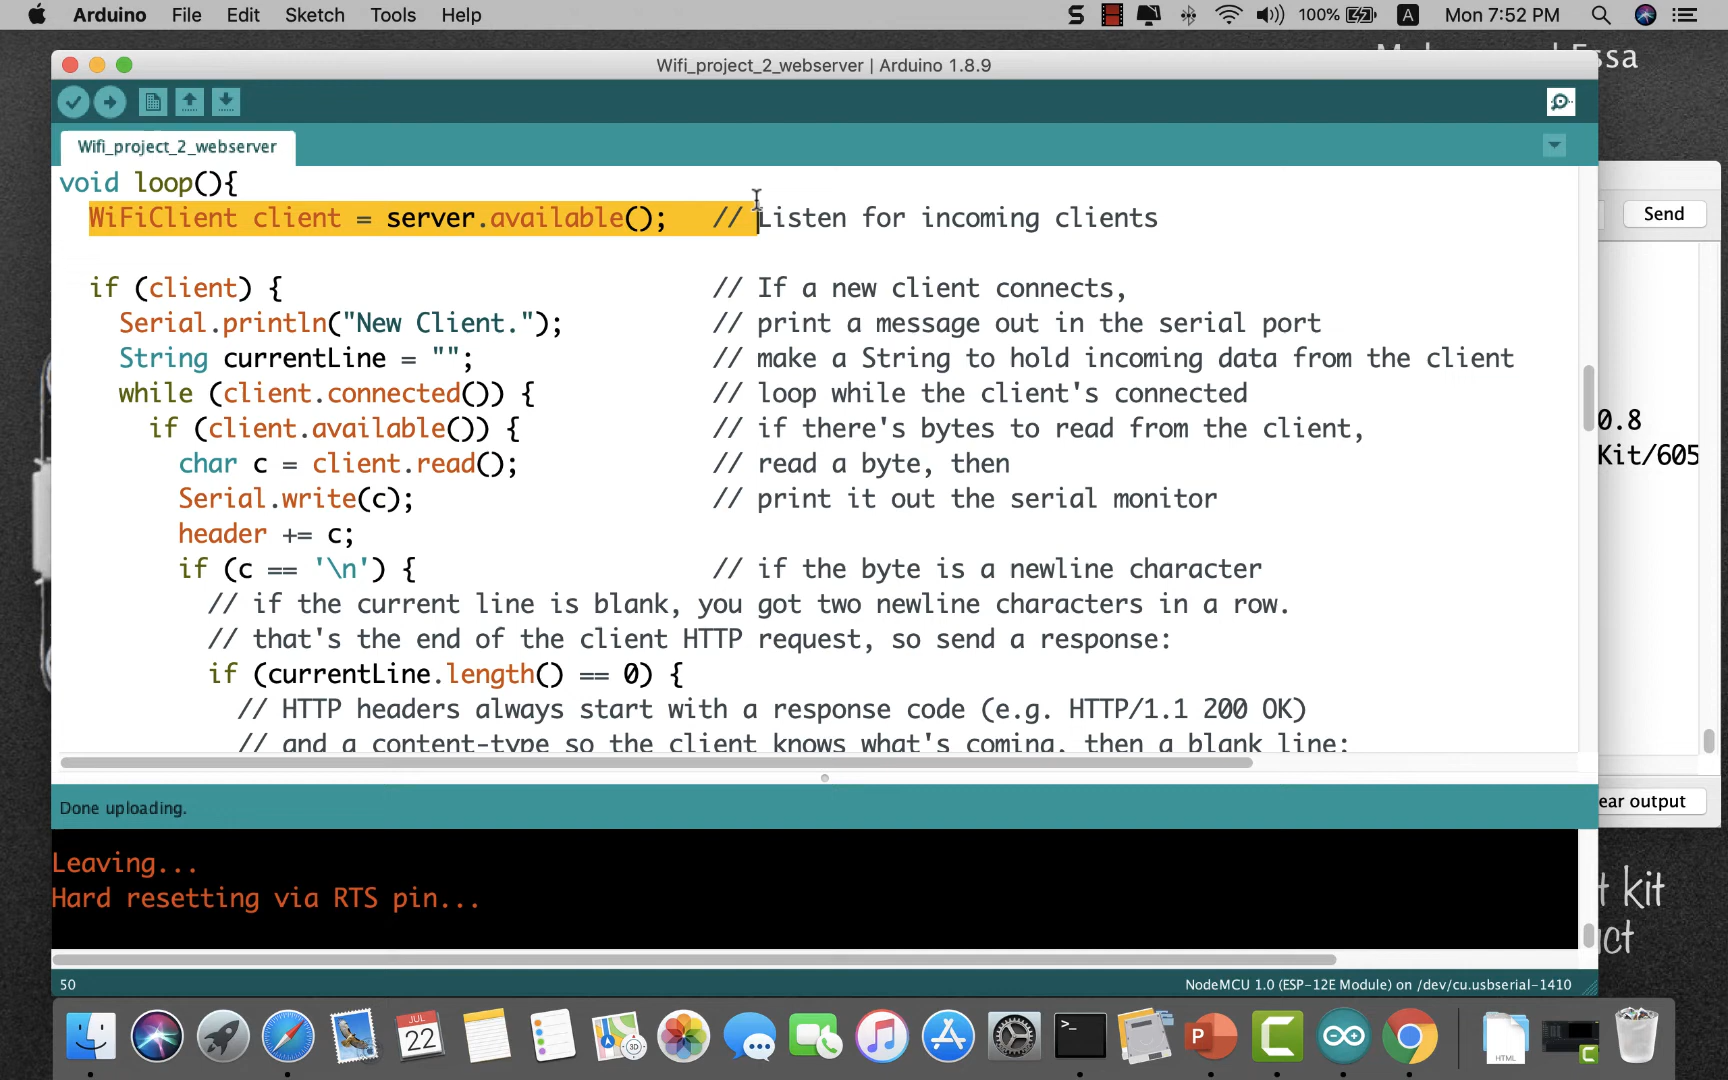 Arduino File Edit Sketch Tools Help
S 100% A Mon 7:52 PM
Essa
Wifi_project_2_webserver | Arduino 1.8.9
Wifi_project_2_webserver
void loop(){
WiFiClient client = server.available(); // Listen for incoming clients
if (client) { // If a new client connects,
Serial.println("New Client."); // print a message out in the serial port
String currentLine = ""; // make a String to hold incoming data from the client
while (client.connected()) { // loop while the client's connected
if (client.available()) { // if there's bytes to read from the client,
char c = client.read(); // read a byte, then
Serial.write(c); // print it out the serial monitor
header += c;
if (c == '\n') { // if the byte is a newline character
// if the current line is blank, you got two newline characters in a row.
// that's the end of the client HTTP request, so send a response:
if (currentLine.length() == 0) {
// HTTP headers always start with a response code (e.g. HTTP/1.1 200 OK)
// and a content-type so the client knows what's coming, then a blank line:
Send
0.8
Kit/605
ear output
Done uploading.
Leaving...
Hard resetting via RTS pin...
t kit
ct
50
NodeMCU 1.0 (ESP-12E Module) on /dev/cu.usbserial-1410
JUL
22
3D
>_
P
C
HTML
C